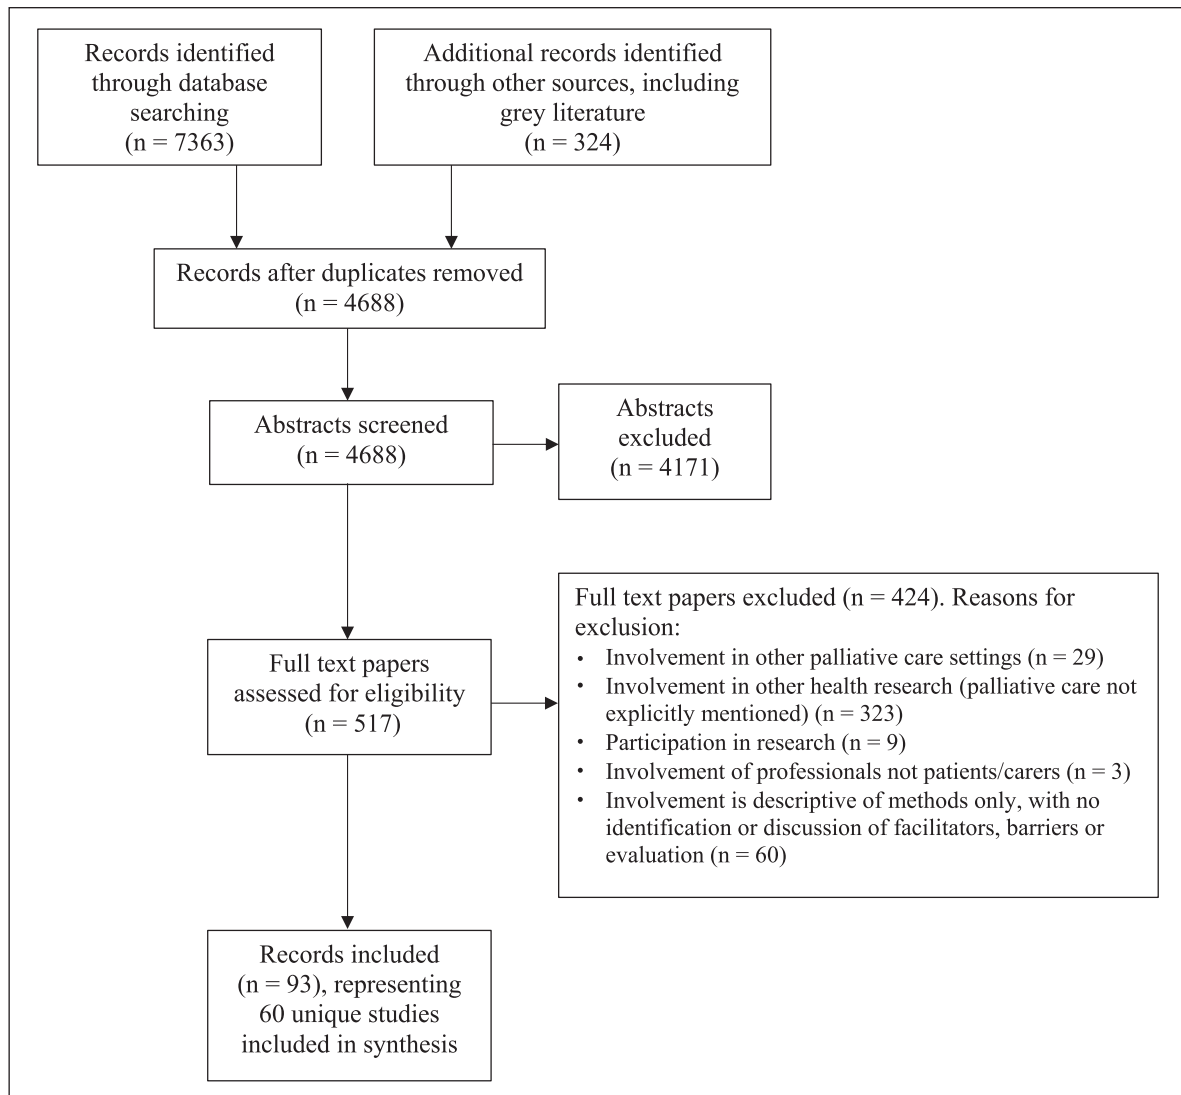 Records identified
through database
searching
(n = 7363)
Additional records identified
through other sources, including
grey literature
(n = 324)
Records after duplicates removed
(n = 4688)
Abstracts screened
(n = 4688)
Abstracts
excluded
(n = 4171)
Full text papers
assessed for eligibility
(n = 517)
Full text papers excluded (n = 424). Reasons for
exclusion:
• Involvement in other palliative care settings (n = 29)
• Involvement in other health research (palliative care not
explicitly mentioned) (n = 323)
• Participation in research (n = 9)
• Involvement of professionals not patients/carers (n = 3)
• Involvement is descriptive of methods only, with no
identification or discussion of facilitators, barriers or
evaluation (n = 60)
Records included
(n = 93), representing
60 unique studies
included in synthesis